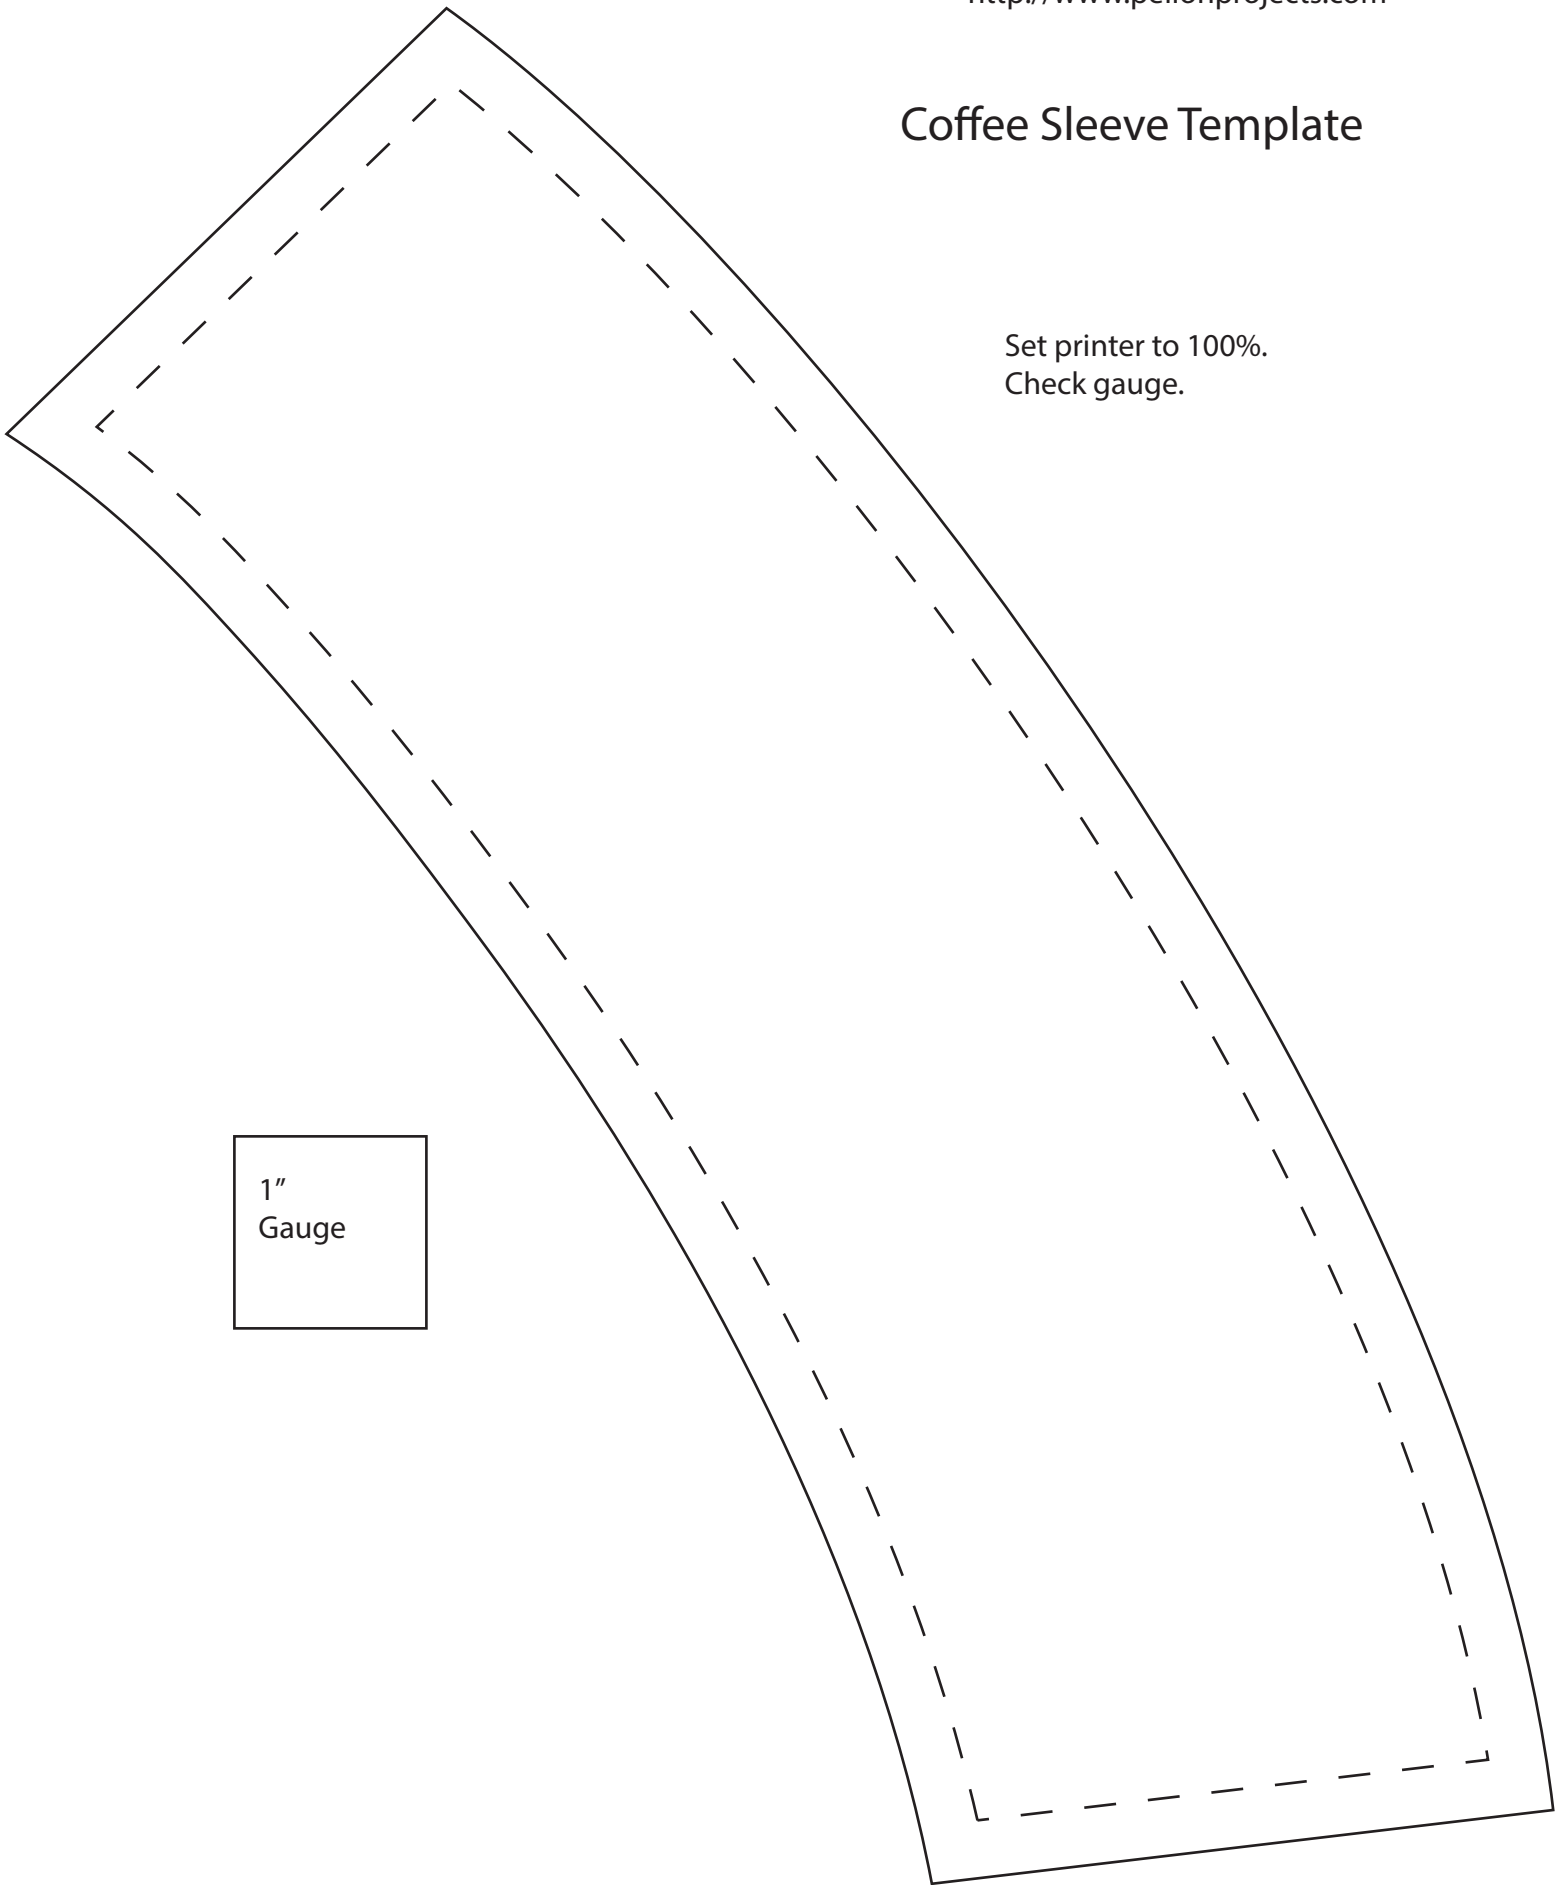 Coffee Sleeve Template
Set printer to 100%.
Check gauge.
1”
Gauge